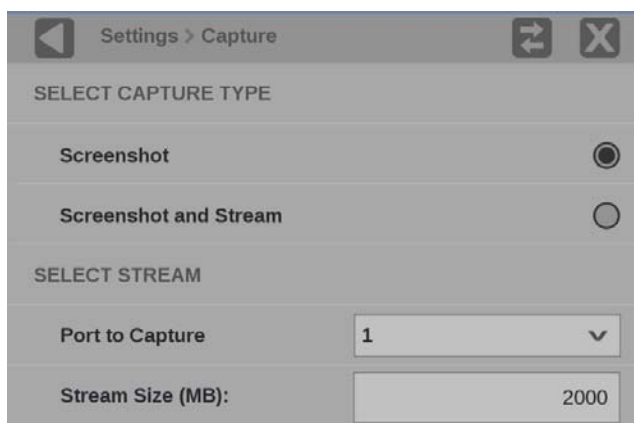 Settings > Capture
SELECT CAPTURE TYPE
Screenshot
Screenshot and Stream
SELECT STREAM
Port to Capture 1
Stream Size (MB): 2000